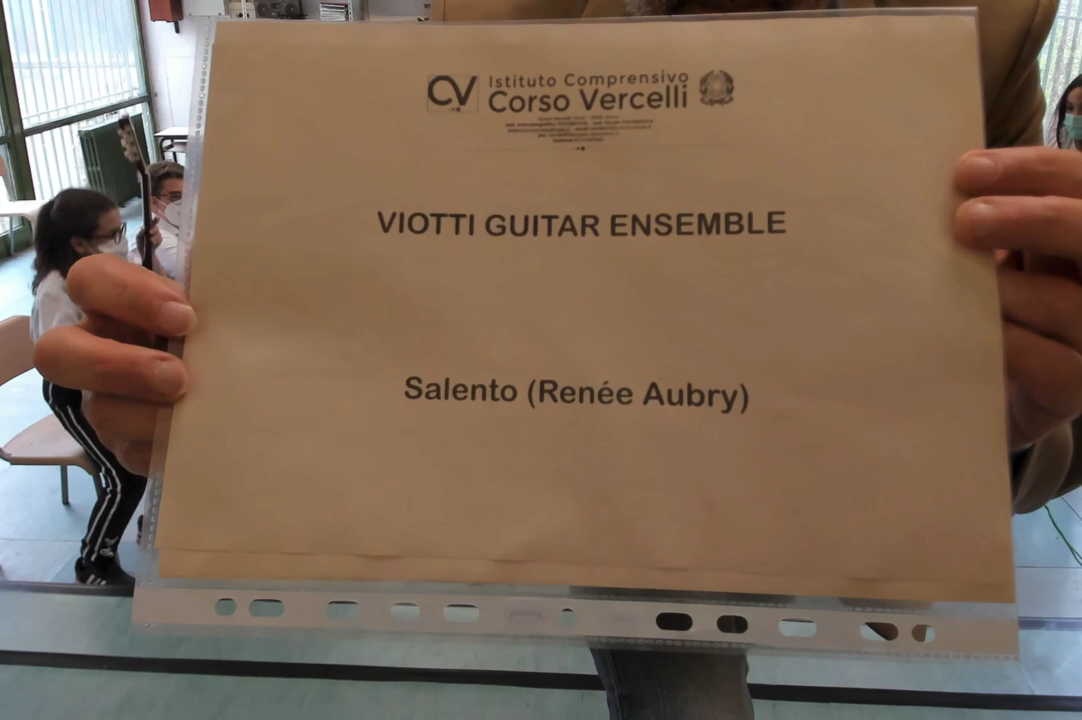 CV
Istituto Comprensivo
Corso Vercelli
VIOTTI GUITAR ENSEMBLE
Salento (Renée Aubry)